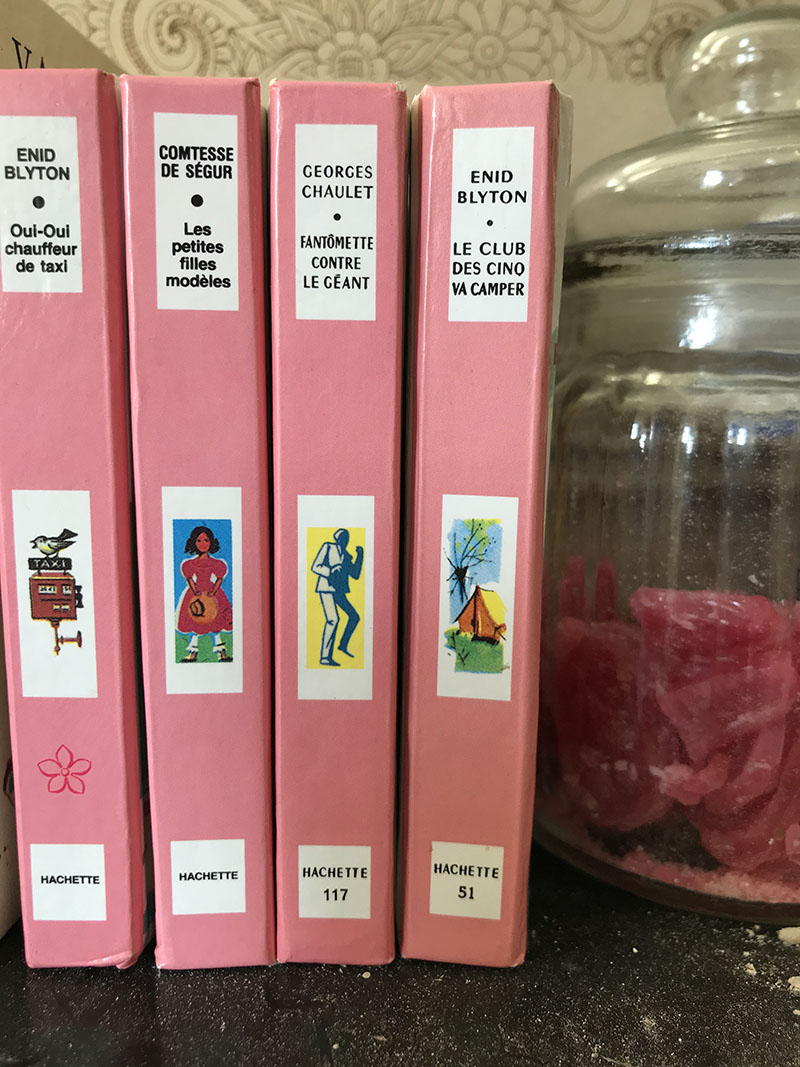 ENID
BLYTON
Oui-Oui
chauffeur
de taxi
TAXI
HACHETTE
COMTESSE
DE SÉGUR
Les
petites
filles
modèles
HACHETTE
GEORGES
CHAULET
FANTÔMETTE
CONTRE
LE GÉANT
HACHETTE
117
ENID
BLYTON
LE CLUB
DES CINQ
VA CAMPER
HACHETTE
51